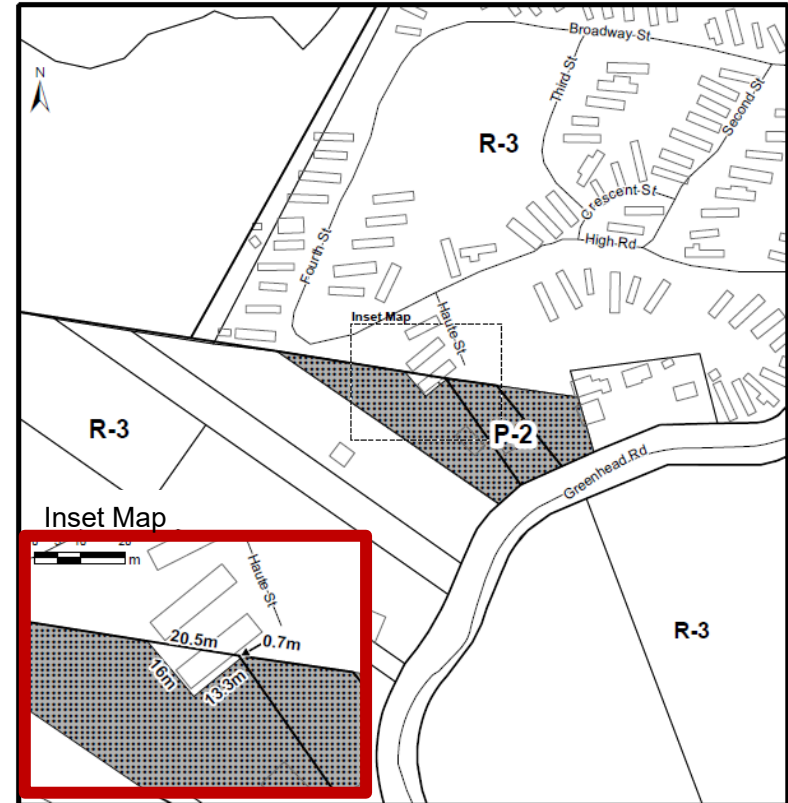 Broadway St
N
Third St
Second St
R-3
Crescent St
High Rd
Fourth St
Inset Map
Haute St
R-3
P-2
Greenhead Rd
Inset Map
20
m
Haute St
20.5m
0.7m
16m
13.3m
R-3